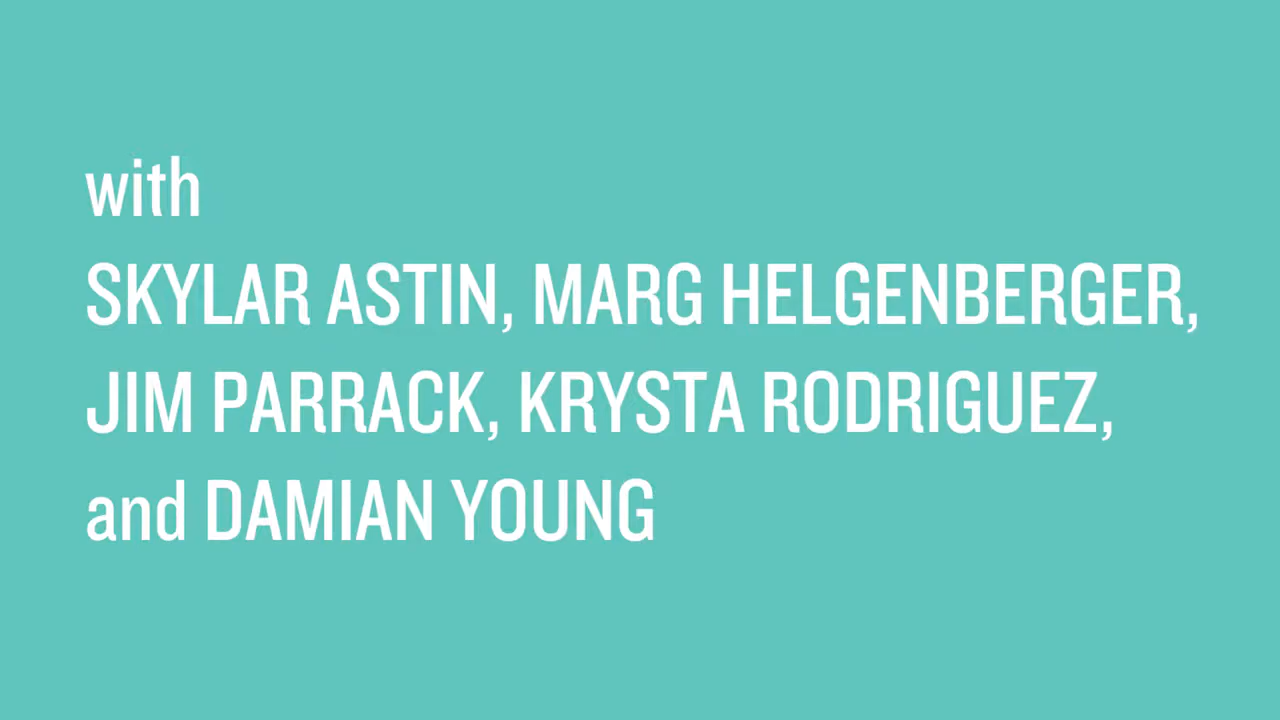 with
SKYLAR ASTIN, MARG HELGENBERGER,
JIM PARRACK, KRYSTA RODRIGUEZ,
and DAMIAN YOUNG